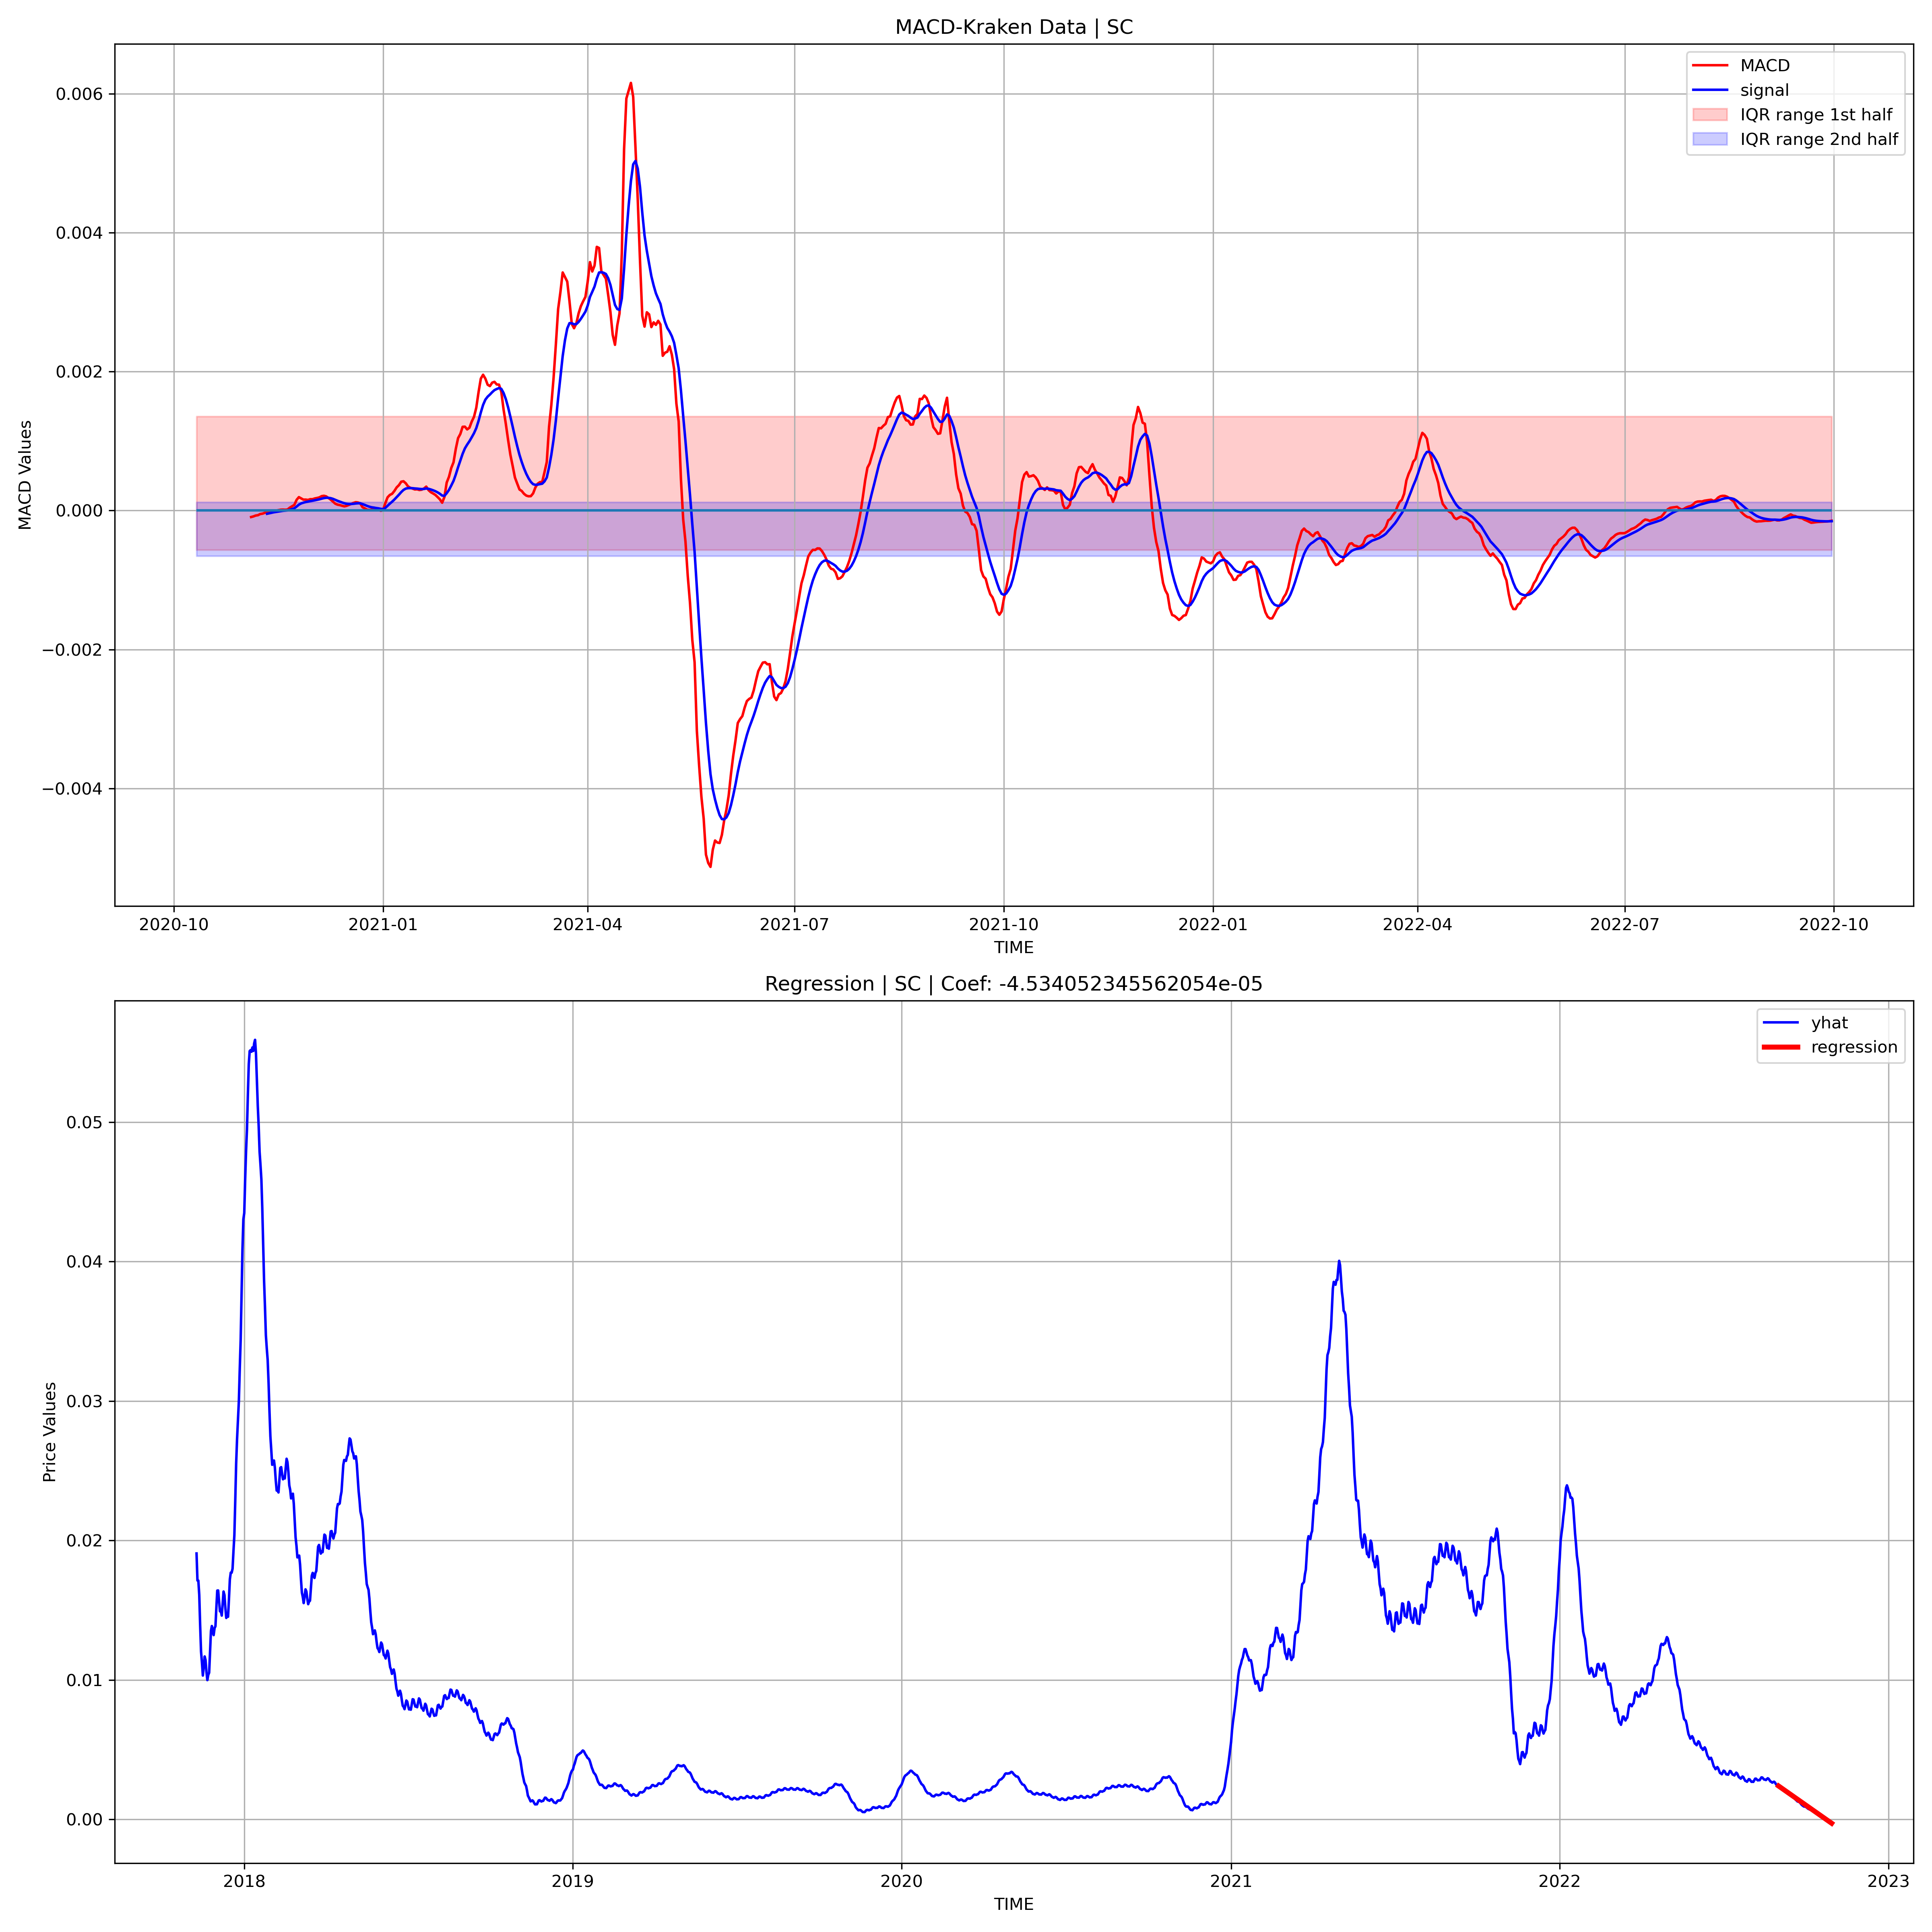 MACD-Kraken Data | SC
MACD
signal
IQR range 1st half
IQR range 2nd half
0.006
0.004
0.002
0.000
−0.002
−0.004
MACD Values
2020-10 2021-01 2021-04 2021-07 2021-10 2022-01 2022-04 2022-07 2022-10
TIME
Regression | SC | Coef: -4.534052345562054e-05
yhat
regression
0.05
0.04
0.03
0.02
0.01
0.00
Price Values
2018 2019 2020 2021 2022 2023
TIME